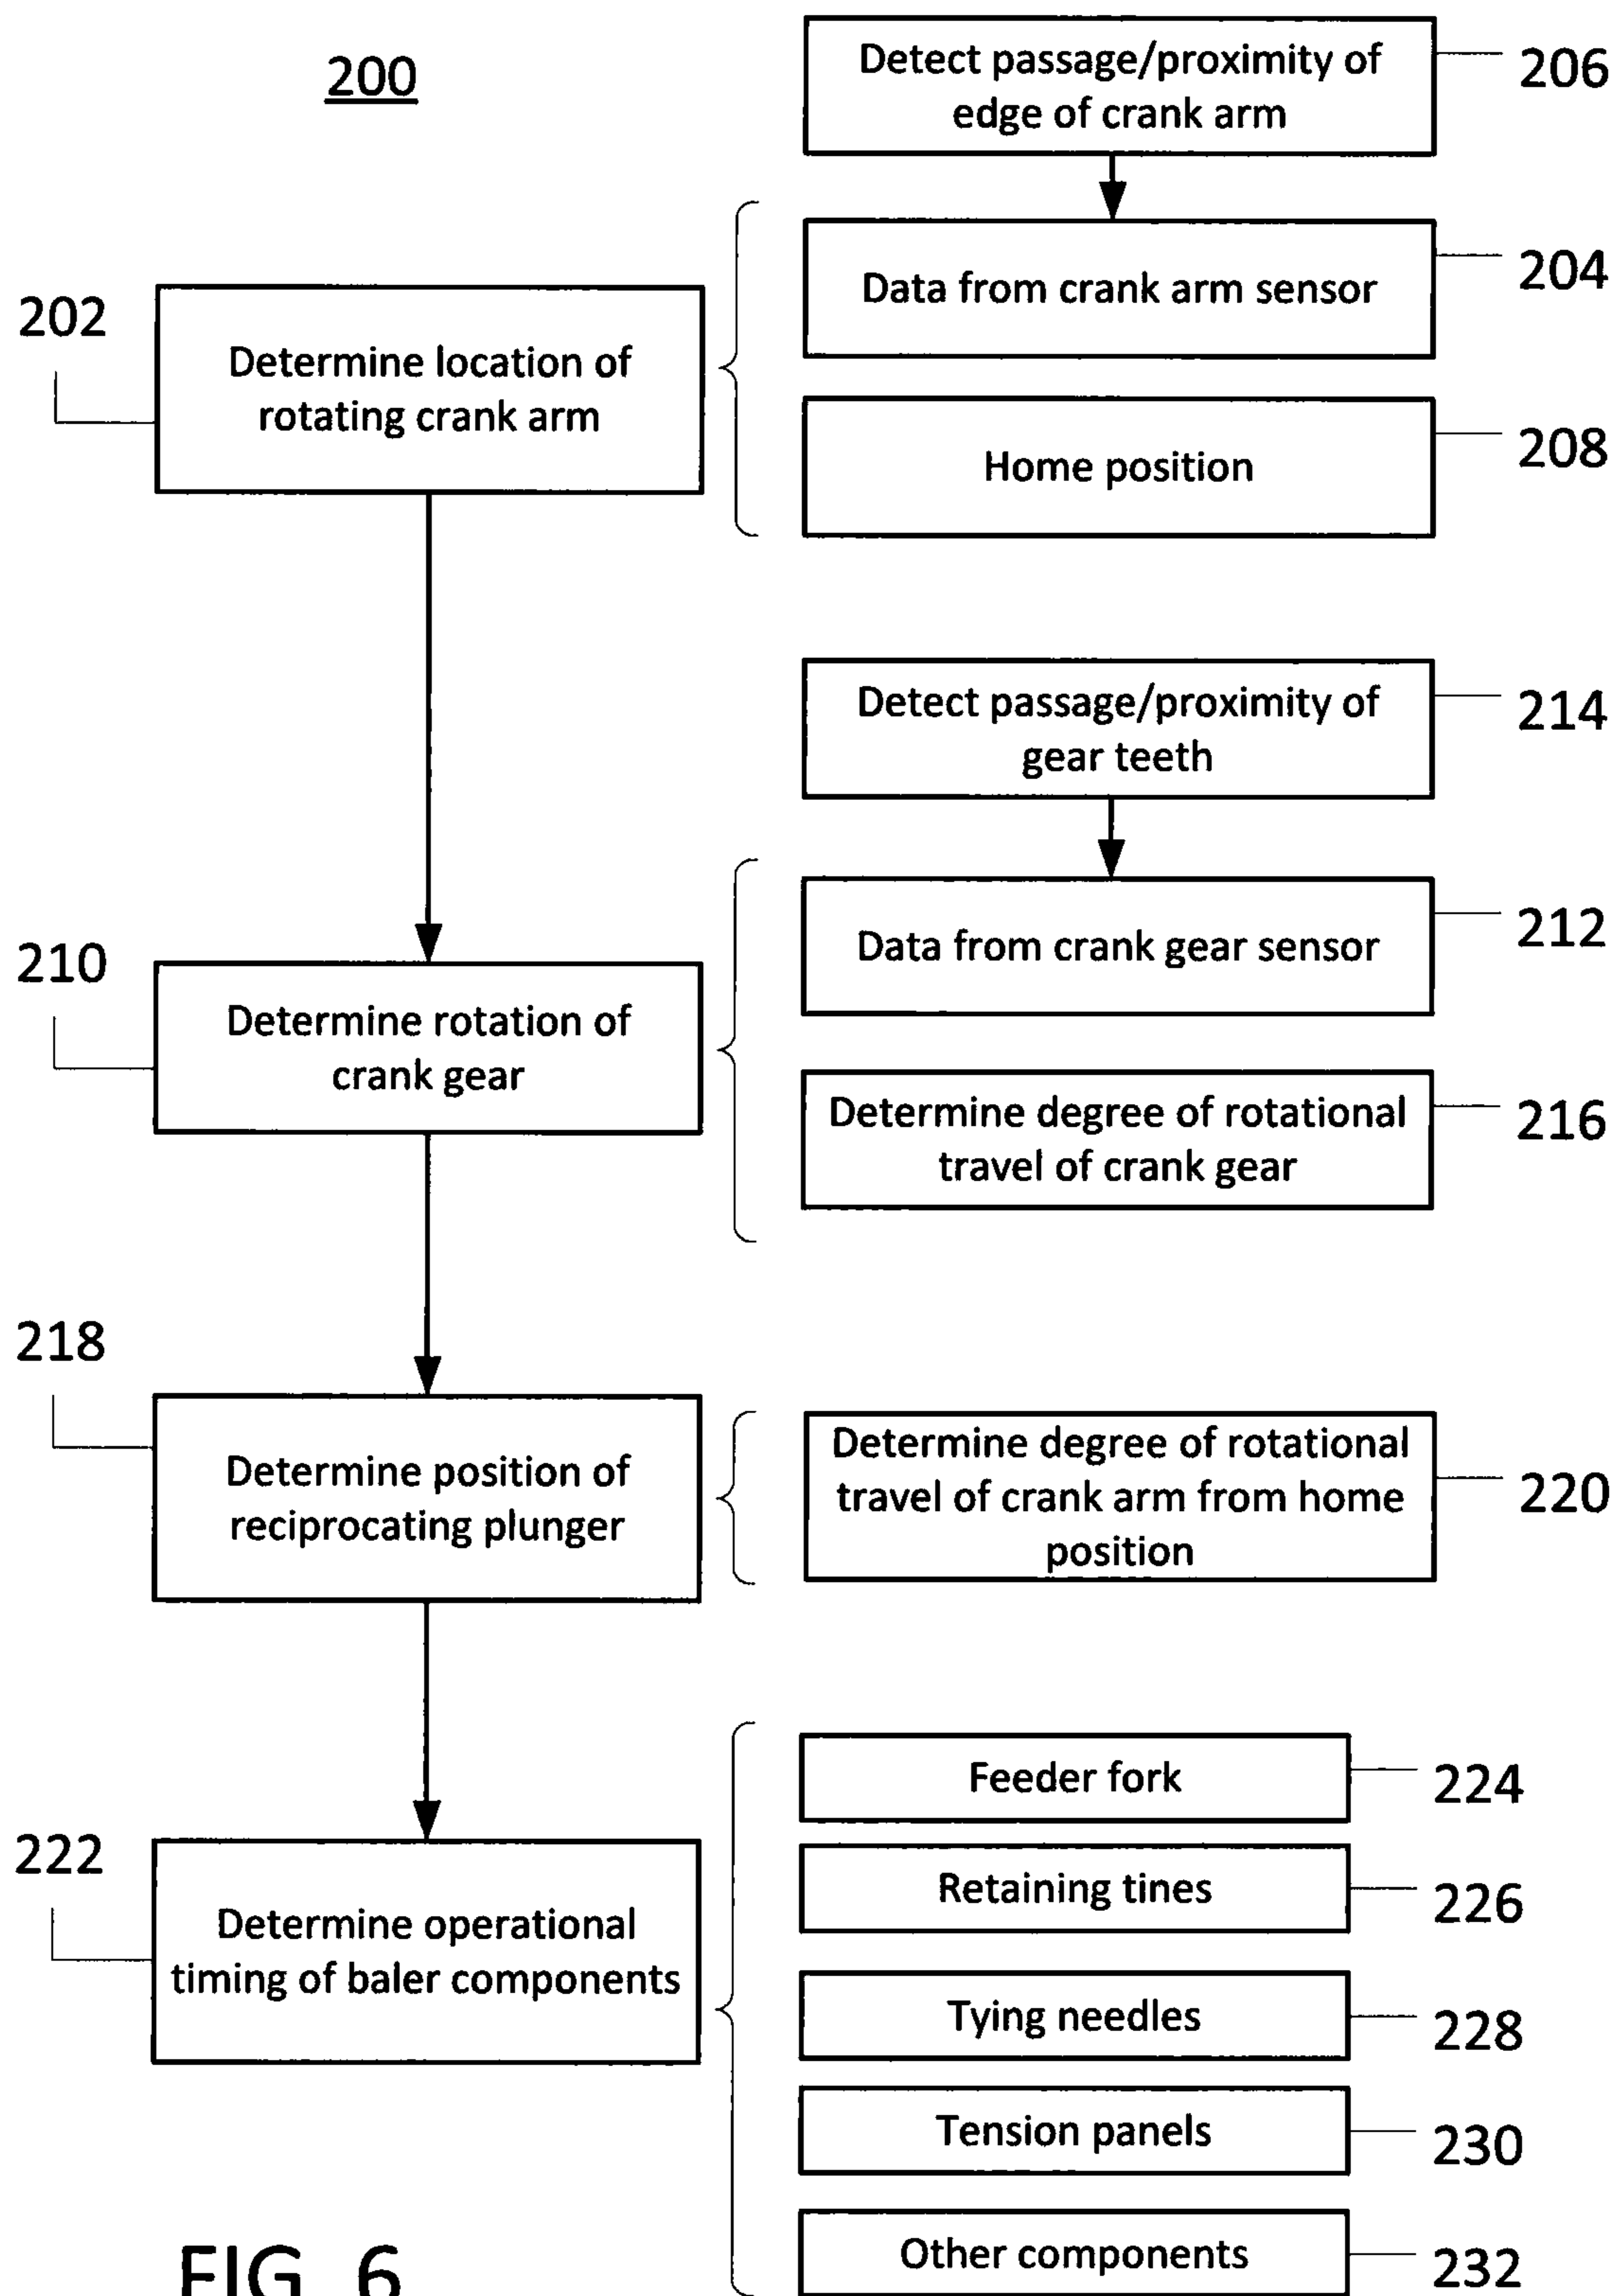 200
Detect passage/proximity of
edge of crank arm
206
Data from crank arm sensor
204
202
Determine location of
rotating crank arm
Home position
208
Detect passage/proximity of
gear teeth
214
Data from crank gear sensor
212
210
Determine rotation of
crank gear
Determine degree of rotational
travel of crank gear
216
218
Determine position of
reciprocating plunger
Determine degree of rotational
travel of crank arm from home
position
220
222
Determine operational
timing of baler components
Feeder fork
224
Retaining tines
226
Tying needles
228
Tension panels
230
Other components
232
FIG. 6